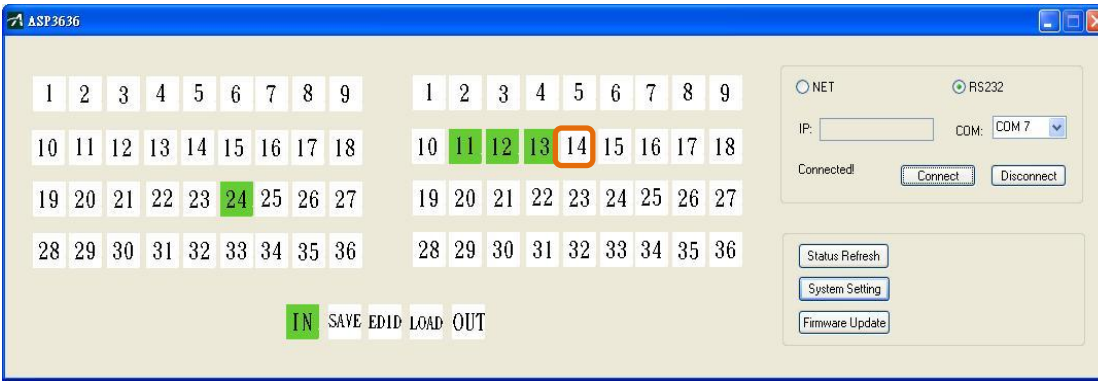 ASP3636
1 2 3 4 5 6 7 8 9
10 11 12 13 14 15 16 17 18
19 20 21 22 23 24 25 26 27
28 29 30 31 32 33 34 35 36
1 2 3 4 5 6 7 8 9
10 11 12 13 14 15 16 17 18
19 20 21 22 23 24 25 26 27
28 29 30 31 32 33 34 35 36
IN SAVE EDID LOAD OUT
NET RS232
IP: COM: COM 7
Connected! Connect Disconnect
Status Refresh
System Setting
Firmware Update